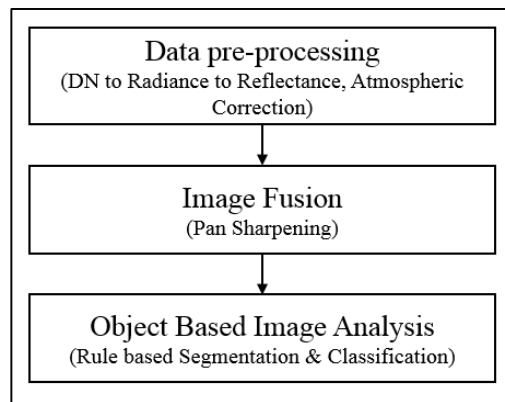 Data pre-processing
(DN to Radiance to Reflectance, Atmospheric
Correction)
Image Fusion
(Pan Sharpening)
Object Based Image Analysis
(Rule based Segmentation & Classification)